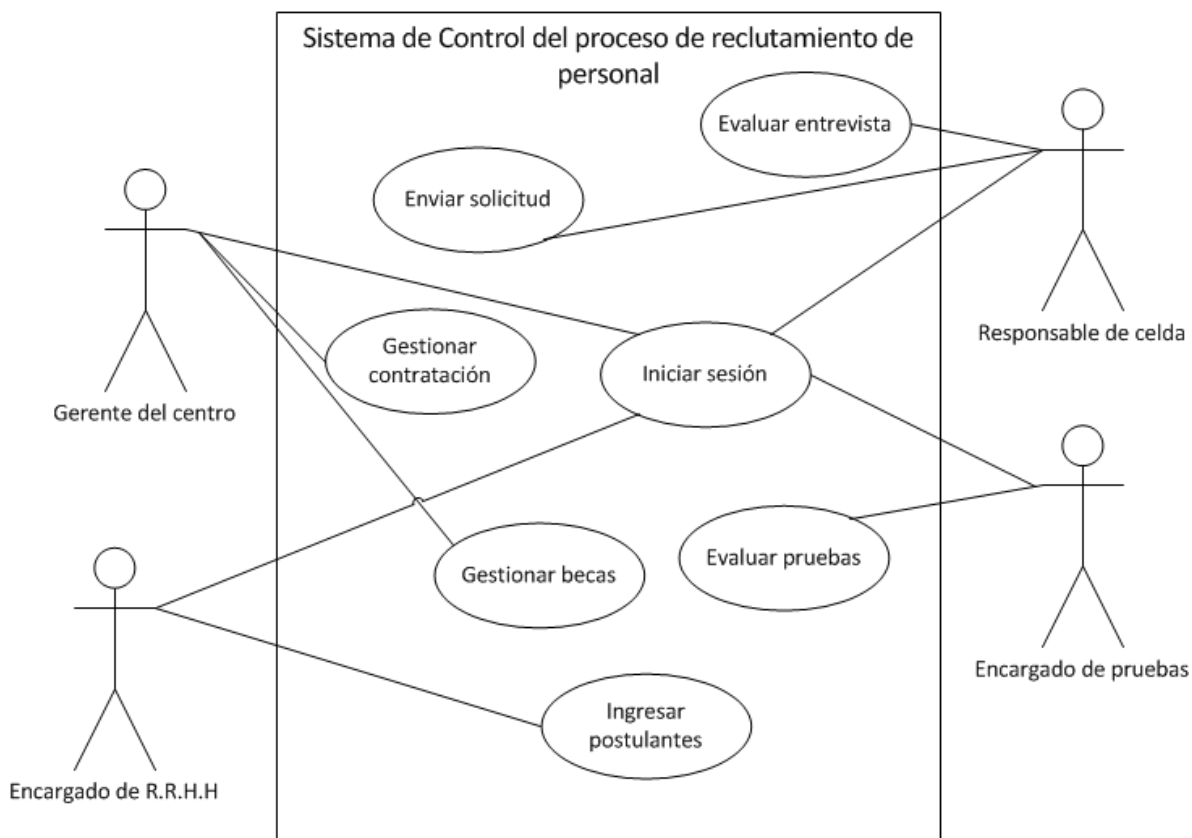 Sistema de Control del proceso de reclutamiento de
personal
Evaluar entrevista
Enviar solicitud
Responsable de celda
Gestionar
contratación
Iniciar sesión
Gerente del centro
Gestionar becas
Evaluar pruebas
Encargado de pruebas
Ingresar
postulantes
Encargado de R.R.H.H